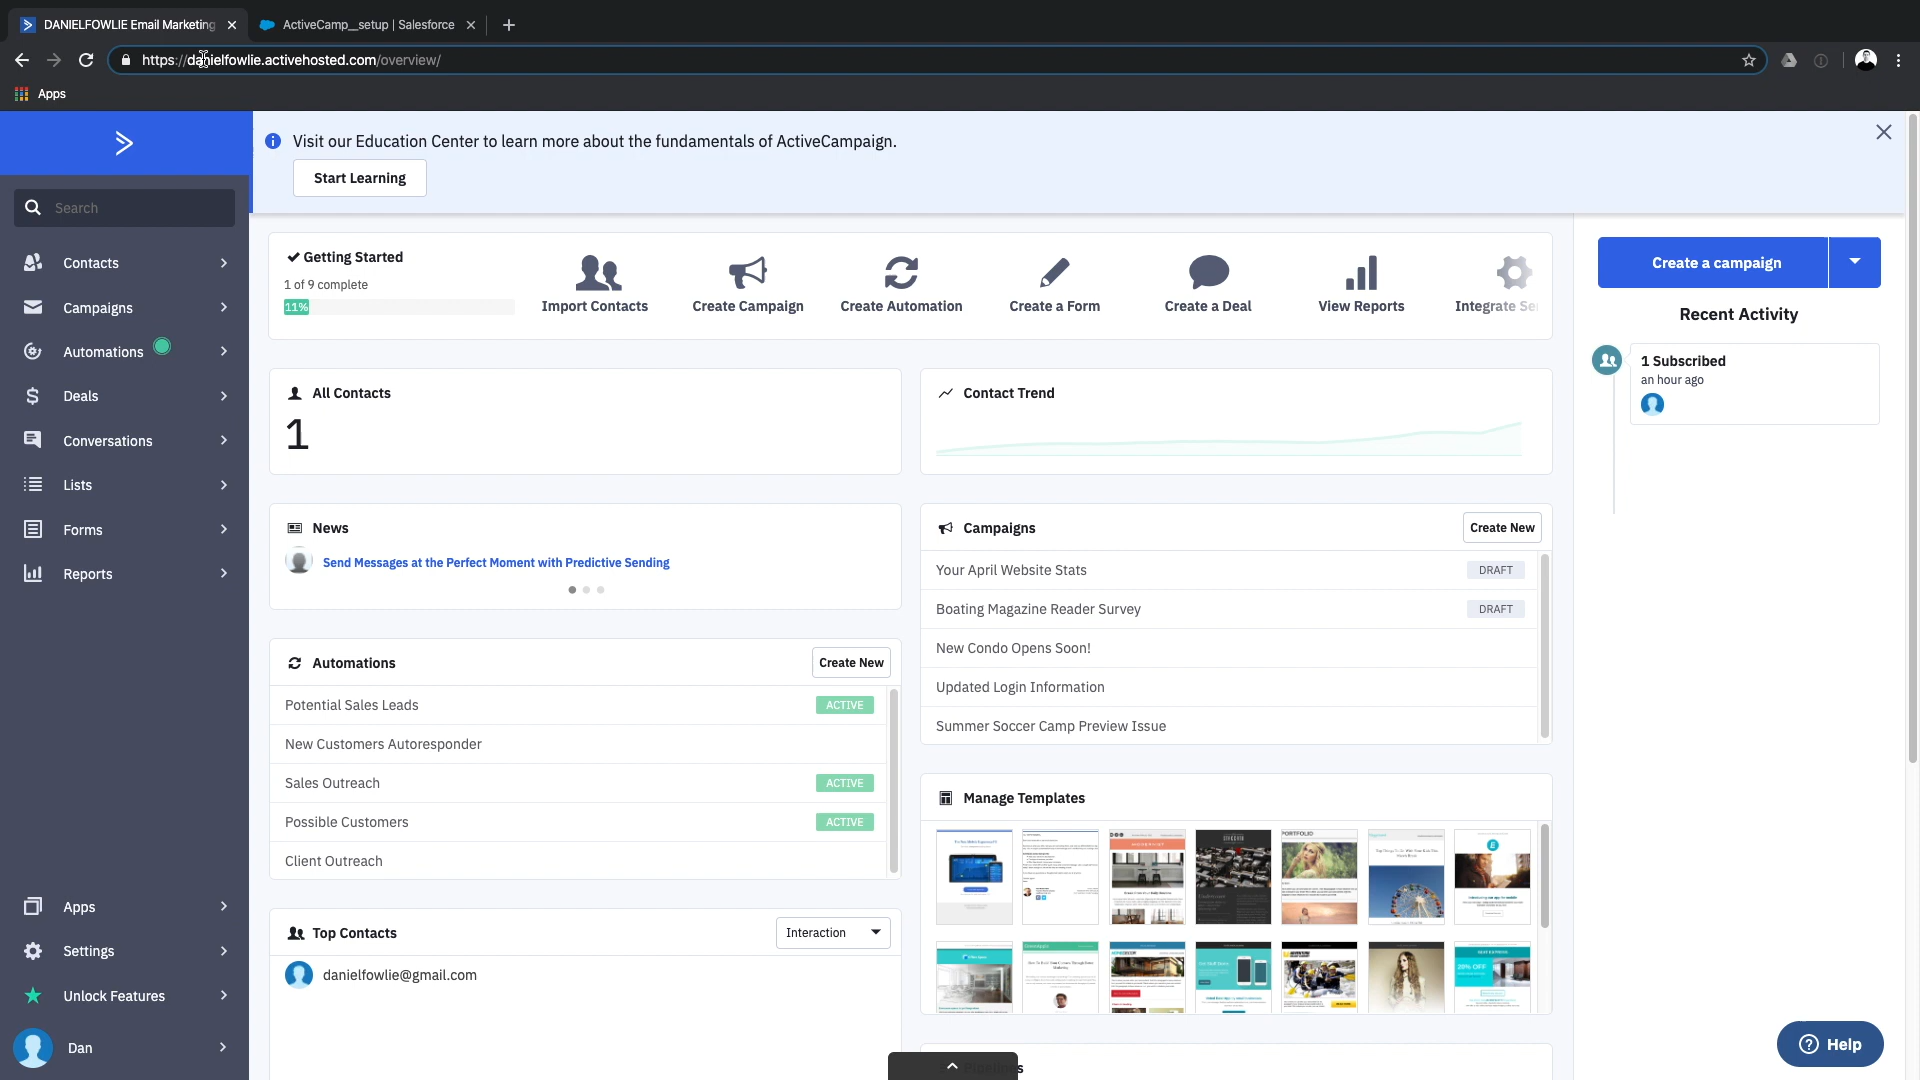 DANIELFOWLIE Email Marketing
ActiveCamp__setup | Salesforce
https://danielfowlie.activehosted.com/overview/
Apps
Visit our Education Center to learn more about the fundamentals of ActiveCampaign.
Start Learning
Search
Contacts
Campaigns
Automations
Deals
Conversations
Lists
Forms
Reports
Apps
Settings
Unlock Features
Dan
Getting Started
1 of 9 complete
11%
Import Contacts
Create Campaign
Create Automation
Create a Form
Create a Deal
View Reports
Integrate
All Contacts
1
Contact Trend
News
Send Messages at the Perfect Moment with Predictive Sending
Campaigns
Create New
Your April Website Stats
DRAFT
Boating Magazine Reader Survey
DRAFT
New Condo Opens Soon!
Updated Login Information
Summer Soccer Camp Preview Issue
Automations
Create New
Potential Sales Leads
ACTIVE
New Customers Autoresponder
Sales Outreach
ACTIVE
Possible Customers
ACTIVE
Client Outreach
Manage Templates
PORTFOLIO
20% OFF
Top Contacts
Interaction
danielfowlie@gmail.com
Create a campaign
Recent Activity
1 Subscribed
an hour ago
Help